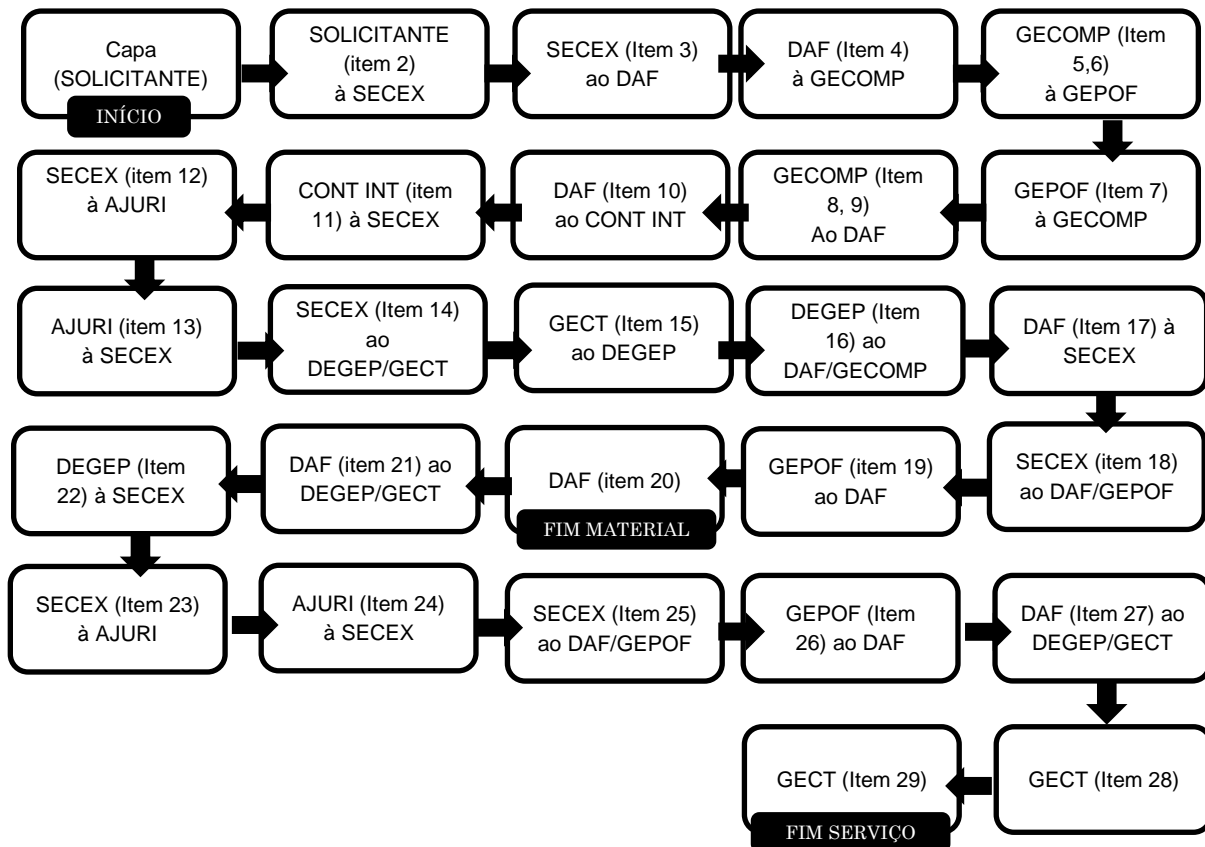 Capa
(SOLICITANTE)
INÍCIO
SOLICITANTE
(item 2)
à SECEX
SECEX (Item 3)
ao DAF
DAF (Item 4)
à GECOMP
GECOMP (Item
5,6)
à GEPOF
GEPOF (Item 7)
à GECOMP
GECOMP (Item
8, 9)
Ao DAF
DAF (Item 10)
ao CONT INT
CONT INT (item
11) à SECEX
SECEX (item 12)
à AJURI
AJURI (item 13)
à SECEX
SECEX (Item 14)
ao
DEGEP/GECT
GECT (Item 15)
ao DEGEP
DEGEP (Item
16) ao
DAF/GECOMP
DAF (Item 17) à
SECEX
SECEX (item 18)
ao DAF/GEPOF
GEPOF (item 19)
ao DAF
DAF (item 20)
FIM MATERIAL
DAF (item 21) ao
DEGEP/GECT
DEGEP (Item
22) à SECEX
SECEX (Item 23)
à AJURI
AJURI (Item 24)
à SECEX
SECEX (Item 25)
ao DAF/GEPOF
GEPOF (Item
26) ao DAF
DAF (Item 27) ao
DEGEP/GECT
GECT (Item 28)
GECT (Item 29)
FIM SERVIÇO